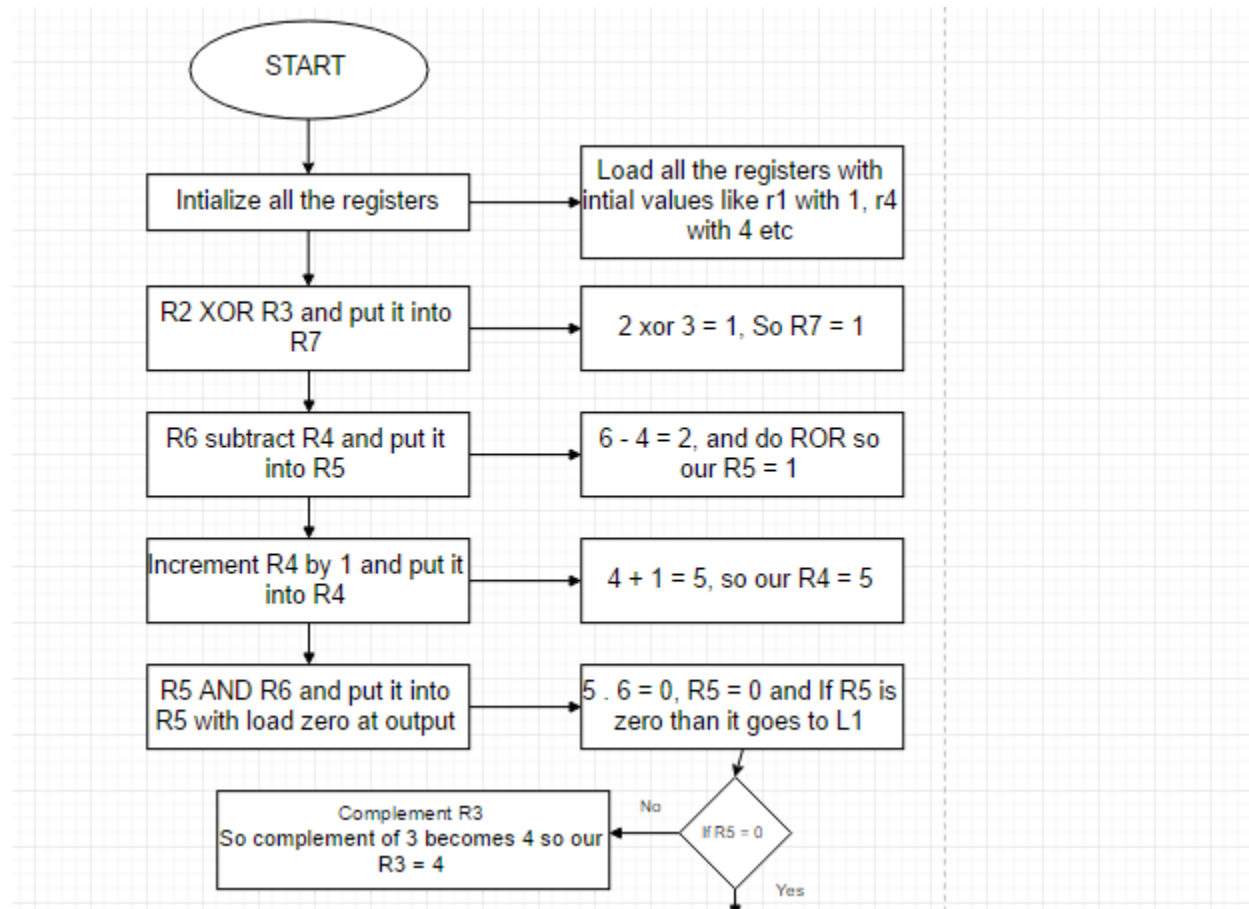 START
Intialize all the registers
Load all the registers with
intial values like r1 with 1, r4
with 4 etc
R2 XOR R3 and put it into
R7
2 xor 3 = 1, So R7 = 1
R6 subtract R4 and put it
into R5
6 - 4 = 2, and do ROR so
our R5 = 1
Increment R4 by 1 and put it
into R4
4 + 1 = 5, so our R4 = 5
R5 AND R6 and put it into
R5 with load zero at output
5 . 6 = 0, R5 = 0 and If R5 is
zero than it goes to L1
If R5 = 0
No
Complement R3
So complement of 3 becomes 4 so our
R3 = 4
Yes